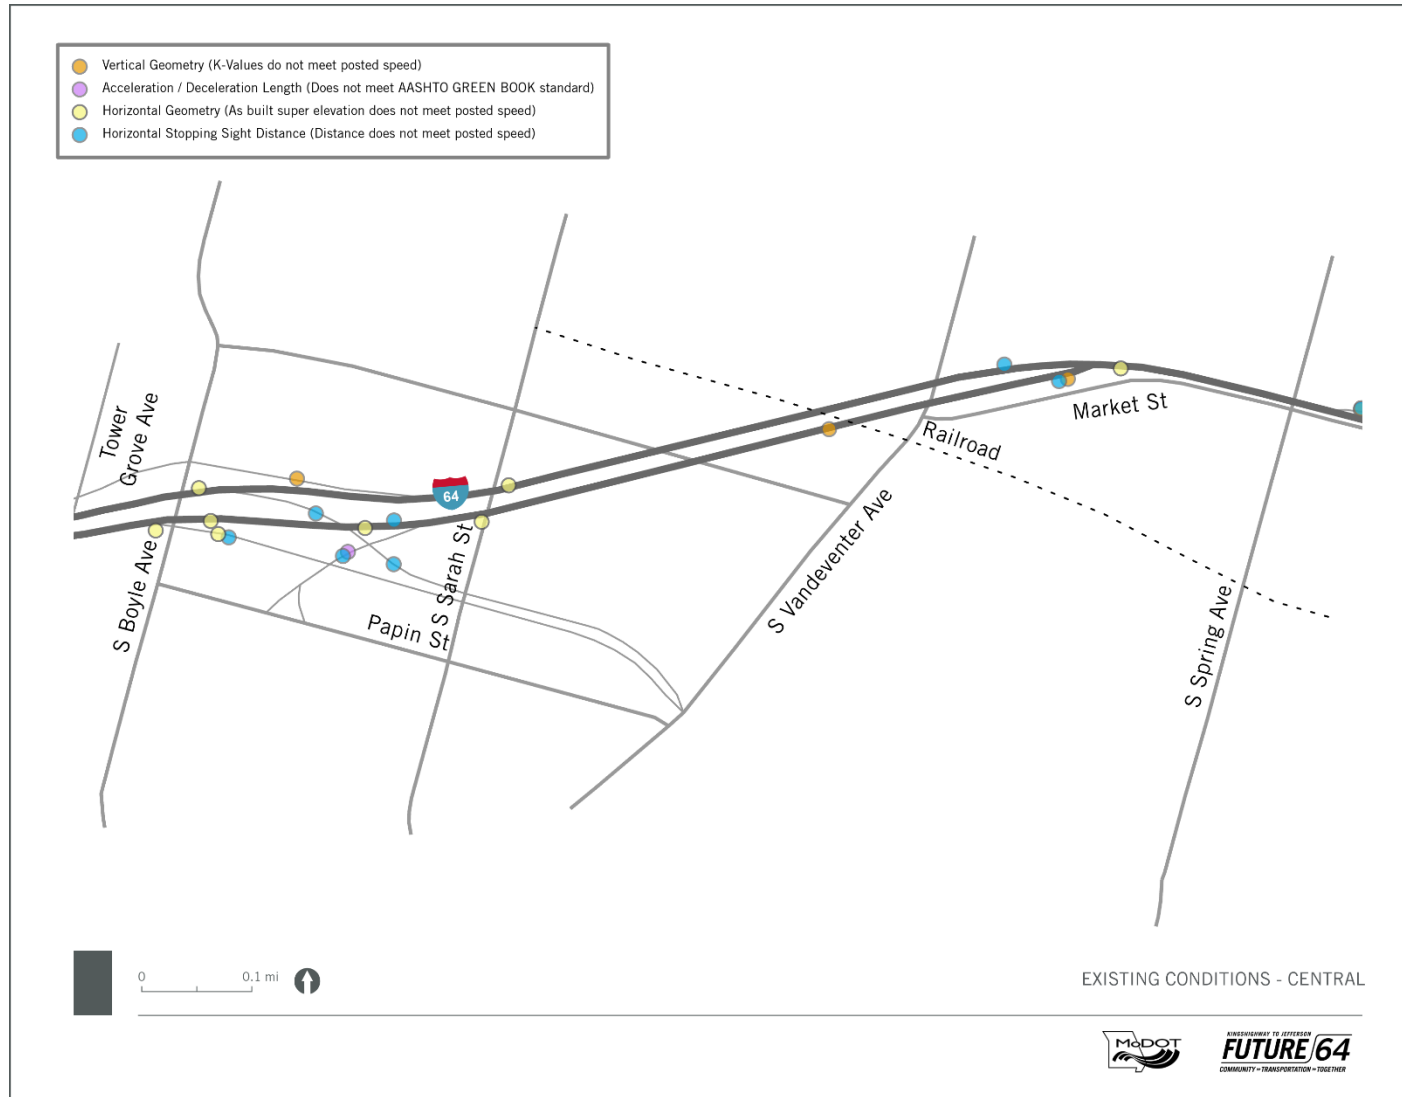 Vertical Geometry (K-Values do not meet posted speed)
Acceleration / Deceleration Length (Does not meet AASHTO GREEN BOOK standard)
Horizontal Geometry (As built super elevation does not meet posted speed)
Horizontal Stopping Sight Distance (Distance does not meet posted speed)
Tower
Grove Ave
64
S Boyle Ave
S Sarah St
Papin St
S Vandeventer Ave
Railroad
Market St
S Spring Ave
0
0.1 mi
EXISTING CONDITIONS - CENTRAL
MoDOT
KINGSHIGHWAY TO JEFFERSON
FUTURE/64
COMMUNITY – TRANSPORTATION – TOGETHER